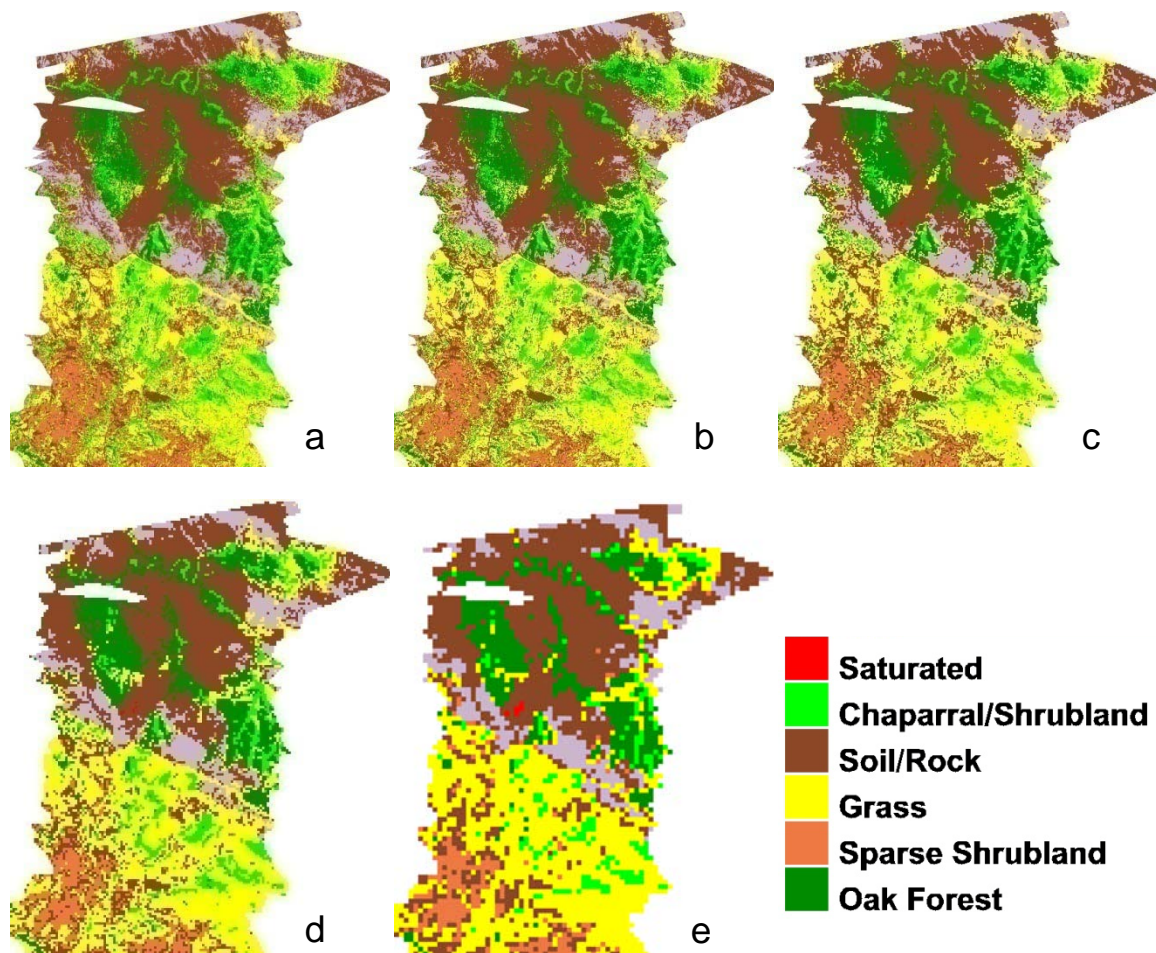 a
b
c
d
e
Saturated
Chaparral/Shrubland
Soil/Rock
Grass
Sparse Shrubland
Oak Forest